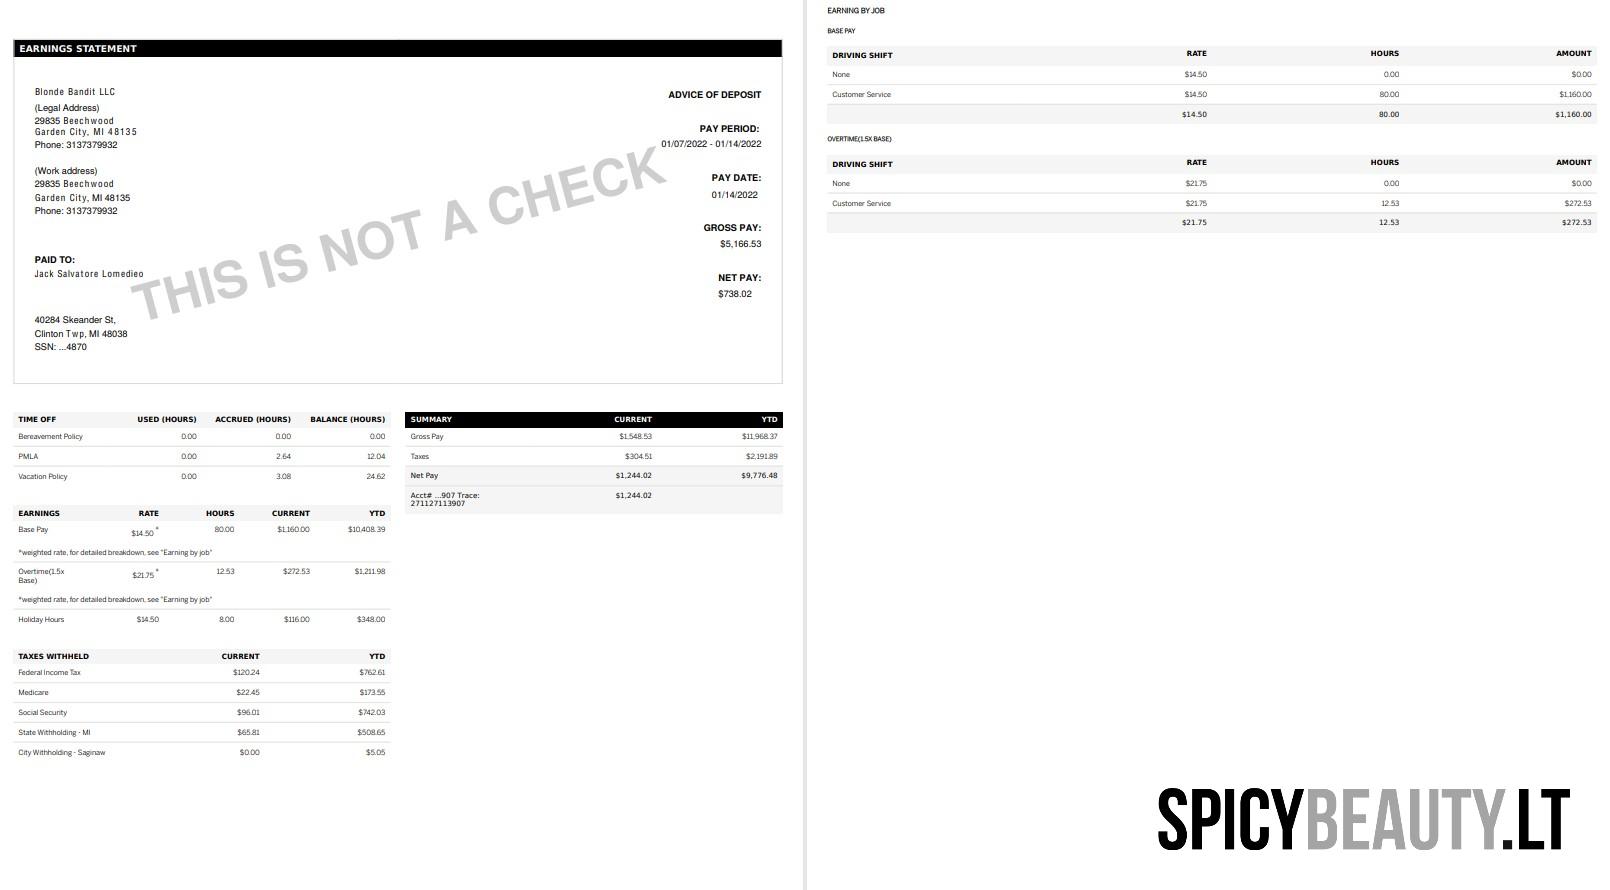 EARNINGS STATEMENT
Blonde Bandit LLC
(Legal Address)
29835 Beechwood
Garden City, MI 48135
Phone: 3137379932
(Work address)
29835 Beechwood
Garden City, MI 48135
Phone: 3137379932
PAID TO:
Jack Salvatore Lomedieo
40284 Skeander St,
Clinton Twp, MI 48038
SSN: ...4870
THIS IS NOT A CHECK
ADVICE OF DEPOSIT
PAY PERIOD:
01/07/2022 - 01/14/2022
PAY DATE:
01/14/2022
GROSS PAY:
$5,166.53
NET PAY:
$738.02
TIME OFF USED (HOURS) ACCRUED (HOURS) BALANCE (HOURS)
Bereavement Policy 0.00 0.00 0.00
PMLA 0.00 2.64 12.04
Vacation Policy 0.00 3.08 24.62
EARNINGS RATE HOURS CURRENT YTD
Base Pay $14.50 * 80.00 $1,160.00 $10,408.39
*weighted rate, for detailed breakdown, see "Earning by job"
Overtime(1.5x $21.75 * 12.53 $272.53 $1,211.98
Base)
*weighted rate, for detailed breakdown, see "Earning by job"
Holiday Hours $14.50 8.00 $116.00 $348.00
TAXES WITHHELD CURRENT YTD
Federal Income Tax $120.24 $762.61
Medicare $22.45 $173.55
Social Security $96.01 $742.03
State Withholding - MI $65.81 $508.65
City Withholding - Saginaw $0.00 $5.05
SUMMARY CURRENT YTD
Gross Pay $1,548.53 $11,968.37
Taxes $304.51 $2,191.89
Net Pay $1,244.02 $9,776.48
Acct# ...907 Trace: $1,244.02
271127113907
EARNING BY JOB
BASE PAY
DRIVING SHIFT RATE HOURS AMOUNT
None $14.50 0.00 $0.00
Customer Service $14.50 80.00 $1,160.00
$14.50 80.00 $1,160.00
OVERTIME(1.5X BASE)
DRIVING SHIFT RATE HOURS AMOUNT
None $21.75 0.00 $0.00
Customer Service $21.75 12.53 $272.53
$21.75 12.53 $272.53
SPICYBEAUTY.LT